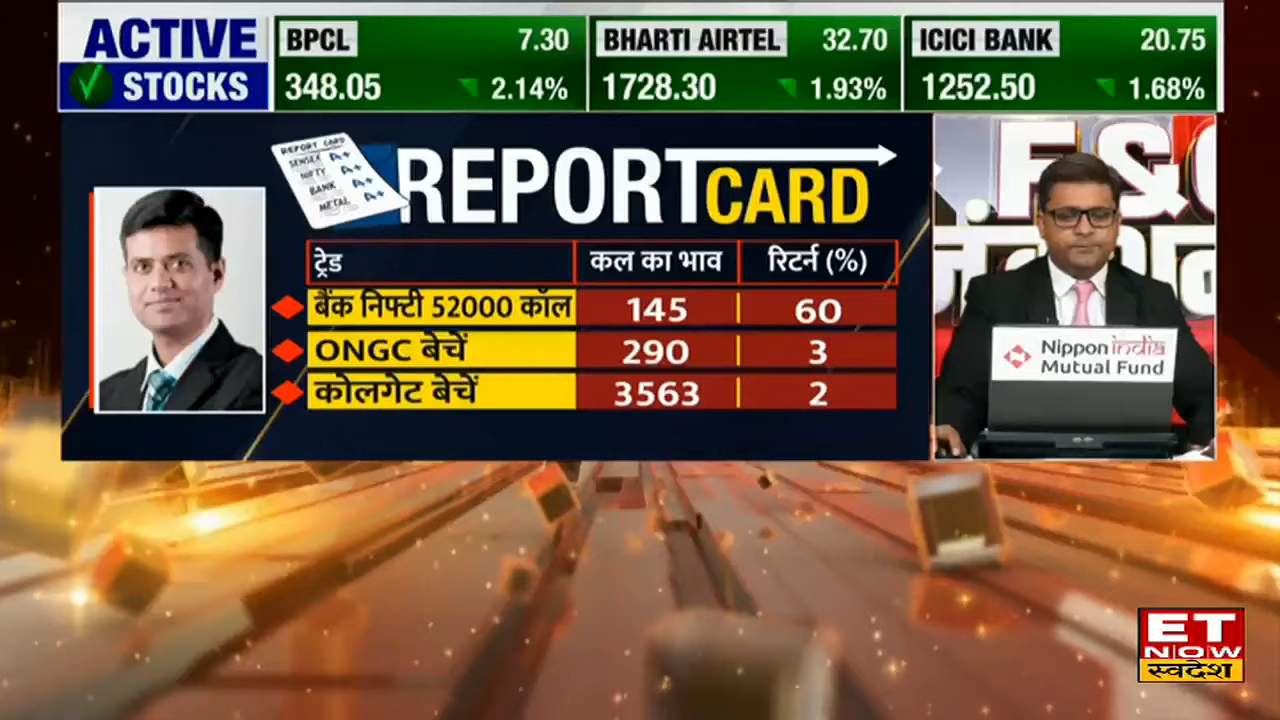 ACTIVE
STOCKS
BPCL 7.30
348.05 2.14%
BHARTI AIRTEL 32.70
1728.30 1.93%
ICICI BANK 20.75
1252.50 1.68%
REPORT CARD
SENSEX A+
NIFTY A+
BANK A+
METAL A+
REPORT CARD
ट्रेड कल का भाव रिटर्न (%)
बैंक निफ्टी 52000 कॉल 145 60
ONGC बेचें 290 3
कोलगेट बेचें 3563 2
F&
Nippon india
Mutual Fund
ET
NOW
स्वदेश